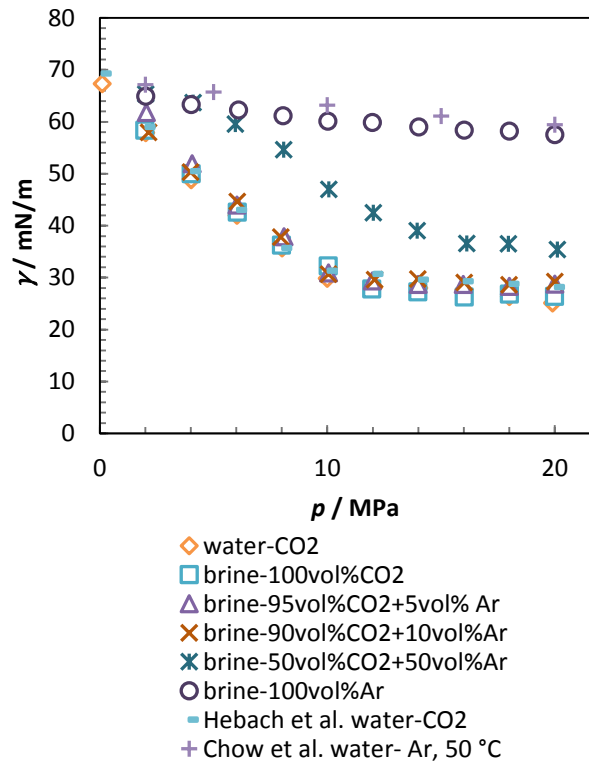 80
70
60
50
40
30
20
10
0
γ / mN/m
0 10 20
p / MPa
water-CO2
brine-100vol%CO2
brine-95vol%CO2+5vol% Ar
brine-90vol%CO2+10vol%Ar
brine-50vol%CO2+50vol%Ar
brine-100vol%Ar
Hebach et al. water-CO2
Chow et al. water- Ar, 50 °C